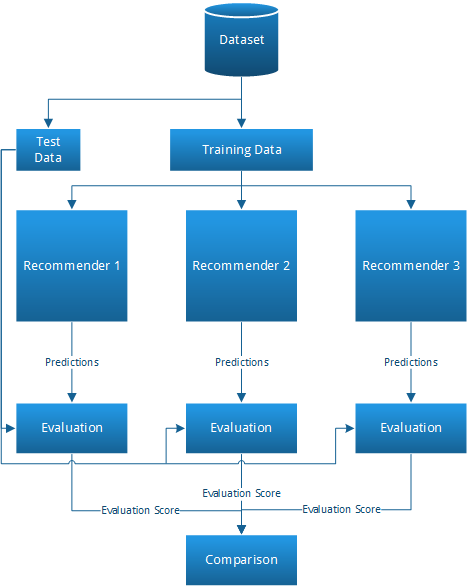 Dataset
Test
Data
Training Data
Recommender 1
Recommender 2
Recommender 3
Predictions
Predictions
Predictions
Evaluation
Evaluation
Evaluation
Evaluation Score
Evaluation Score
Evaluation Score
Comparison